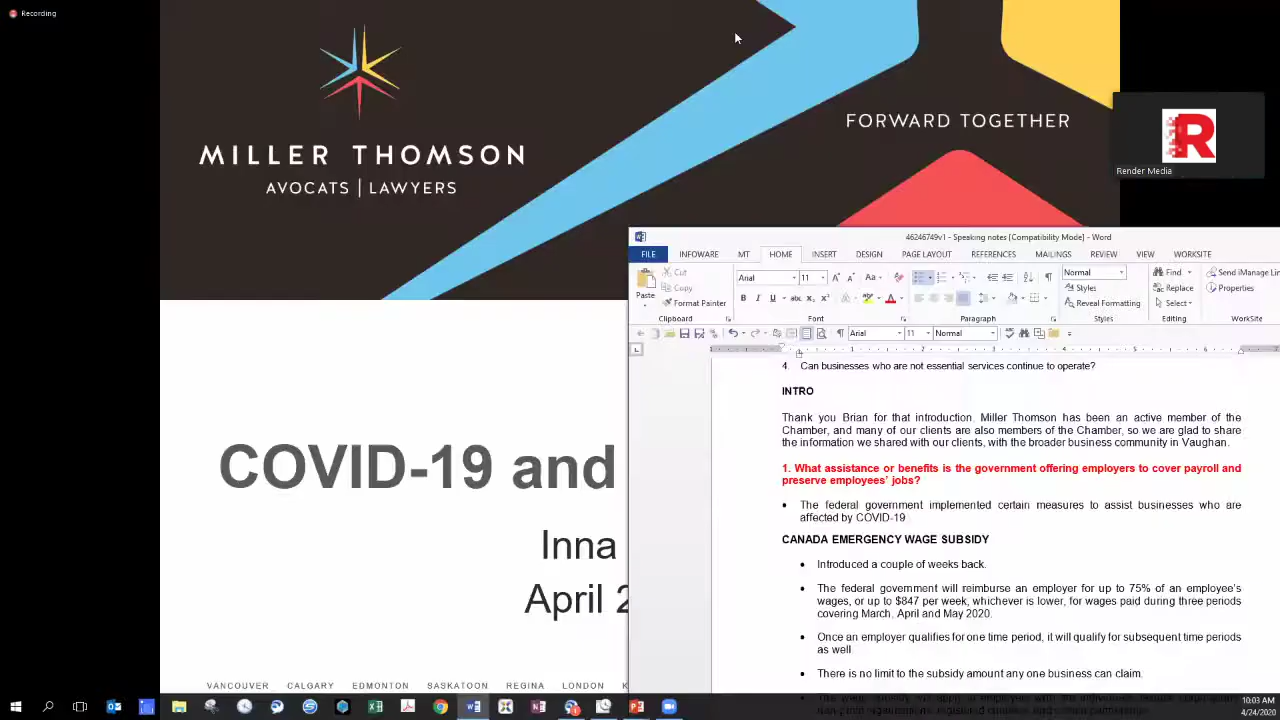 Recording
MILLER THOMSON
AVOCATS | LAWYERS
FORWARD TOGETHER
Render Media
COVID-19 and
Inna
April 2
VANCOUVER CALGARY EDMONTON SASKATOON REGINA LONDON K
46246749v1 - Speaking notes [Compatibility Mode] - Word
FILE INFOWARE MT HOME INSERT DESIGN PAGE LAYOUT REFERENCES MAILINGS REVIEW VIEW WORKSITE
Paste
Cut
Copy
Format Painter
Clipboard
Arial 11
Font
Paragraph
Normal
Styles
Reveal Formatting
Styles
Find
Replace
Select
Editing
Send iManage Lin
Properties
WorkSite
Arial 11 Normal
1 2 3 4 5 6
4. Can businesses who are not essential services continue to operate?
INTRO
Thank you Brian for that introduction. Miller Thomson has been an active member of the
Chamber, and many of our clients are also members of the Chamber, so we are glad to share
the information we shared with our clients, with the broader business community in Vaughan.
1. What assistance or benefits is the government offering employers to cover payroll and
preserve employees' jobs?
• The federal government implemented certain measures to assist businesses who are
affected by COVID-19
CANADA EMERGENCY WAGE SUBSIDY
• Introduced a couple of weeks back.
• The federal government will reimburse an employer for up to 75% of an employee's
wages, or up to $847 per week, whichever is lower, for wages paid during three periods
covering March, April and May 2020.
• Once an employer qualifies for one time period, it will qualify for subsequent time periods
as well
• There is no limit to the subsidy amount any one business can claim.
10:03 AM
4/24/2020